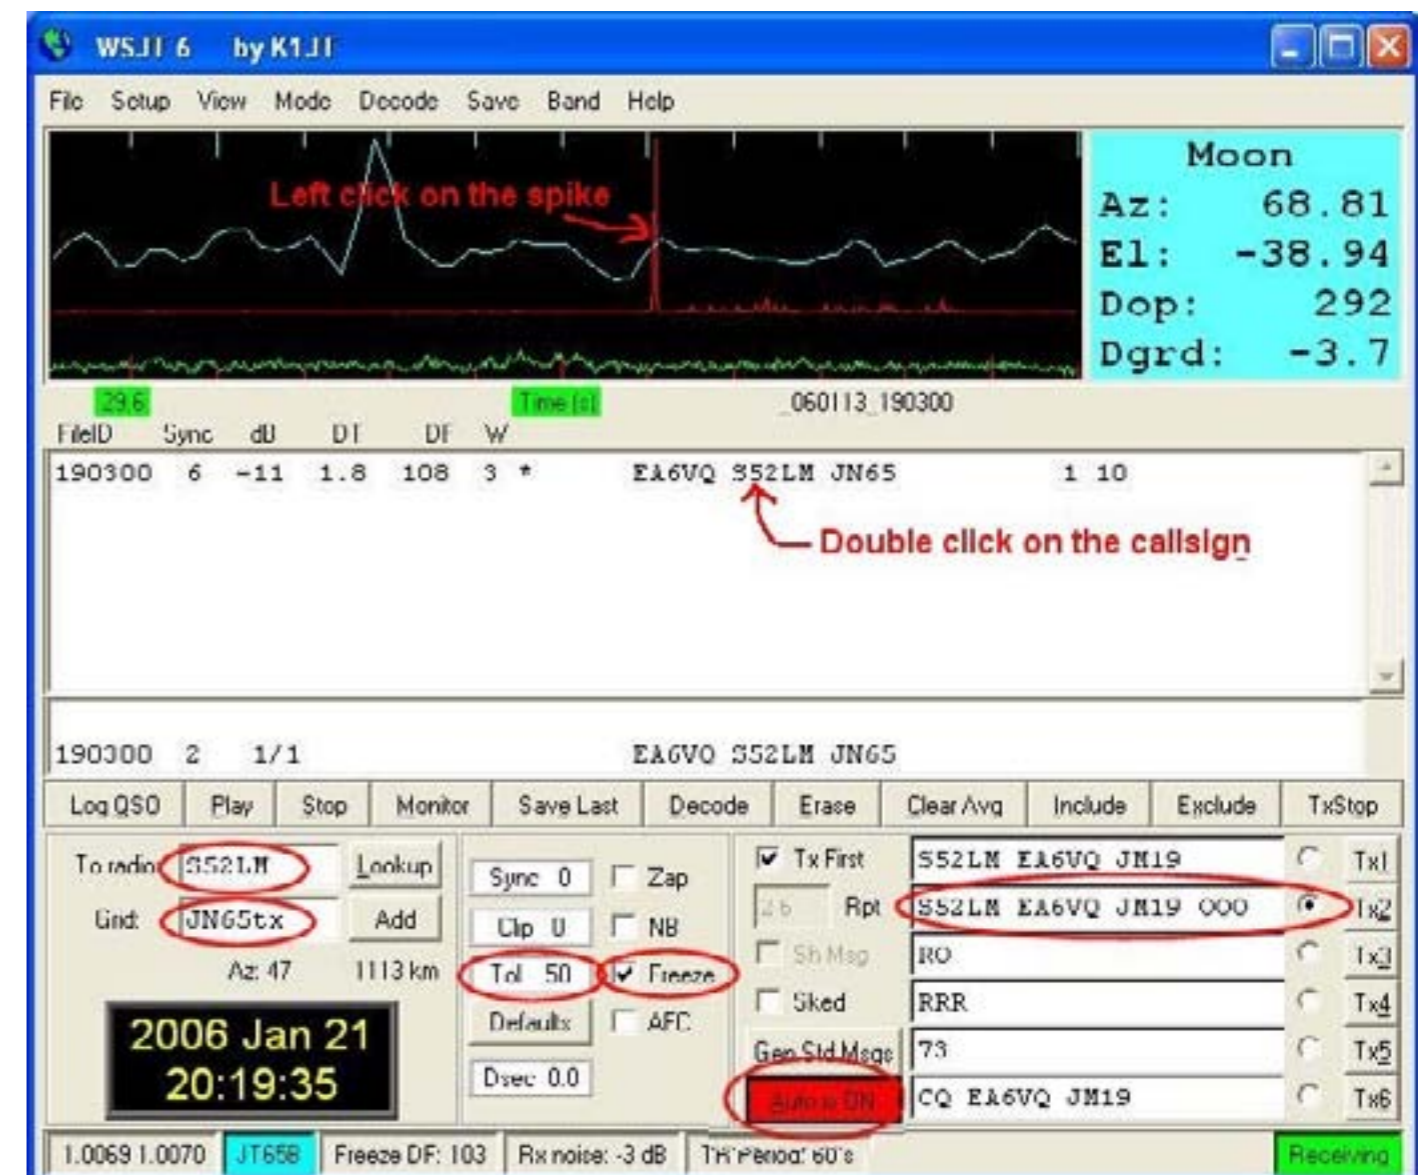 WSJT 6 by K1JT
File Setup View Mode Decode Save Band Help
Left click on the spike
Moon
Az: 68.81
El: -38.94
Dop: 292
Dgrd: -3.7
29.6 Time (s) _060113_190300
FileID Sync dB DT DF W
190300 6 -11 1.8 108 3 * EA6VQ S52LM JN65 1 10
Double click on the callsign
190300 2 1/1 EA6VQ S52LM JN65
Log QSO Play Stop Monitor Save Last Decode Erase Clear Avg Include Exclude TxStop
To radio: S52LM Lookup
Grid: JN65tx Add
Az: 47 1113 km
2006 Jan 21
20:19:35
Sync 0 Zap
Clip 0 NB
Tol 50 Freeze
Defaults AFC
Dsec 0.0
Tx First S52LM EA6VQ JM19 Tx1
26 Rpt S52LM EA6VQ JM19 OOO Tx2
Sh Msg RO Tx3
Sked RRR Tx4
Gen Std Msgs 73 Tx5
Auto is ON CQ EA6VQ JM19 Tx6
1.0069 1.0070 JT65B Freeze DF: 103 Rx noise: -3 dB TR Period: 60 s Receiving